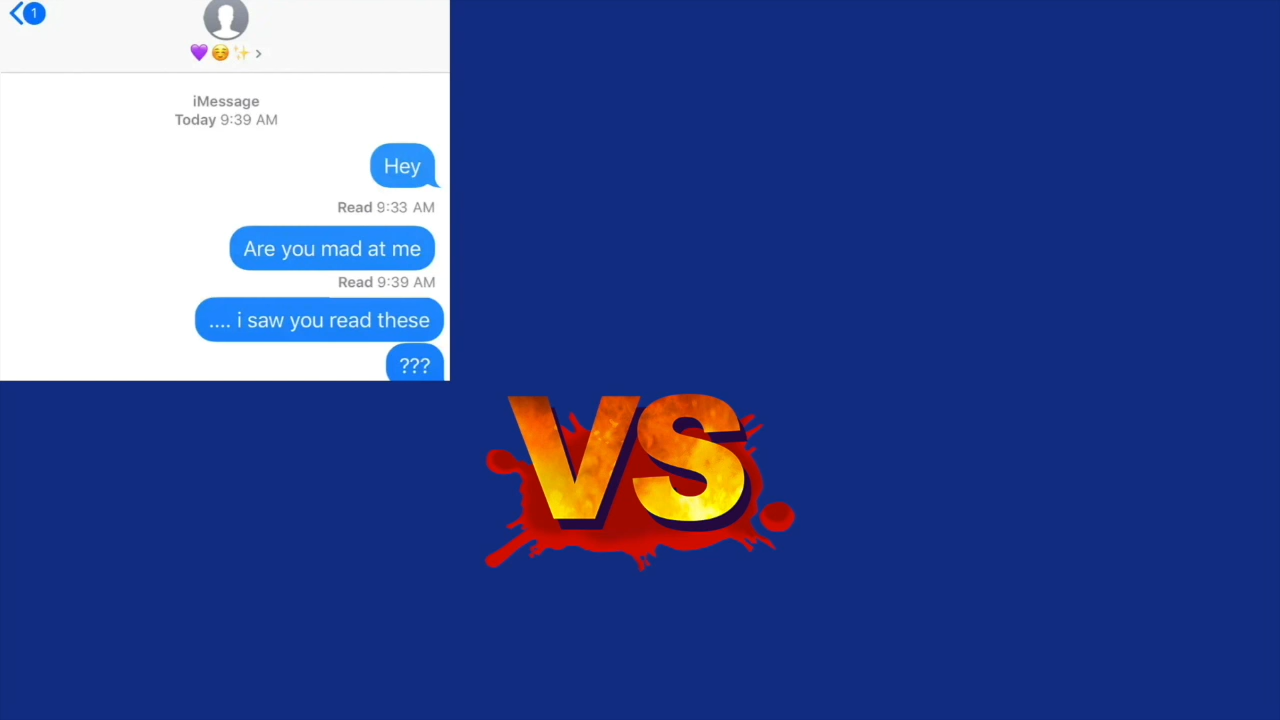 1
💜☺️✨ >
iMessage
Today 9:39 AM
Hey
Read 9:33 AM
Are you mad at me
Read 9:39 AM
.... i saw you read these
???
VS